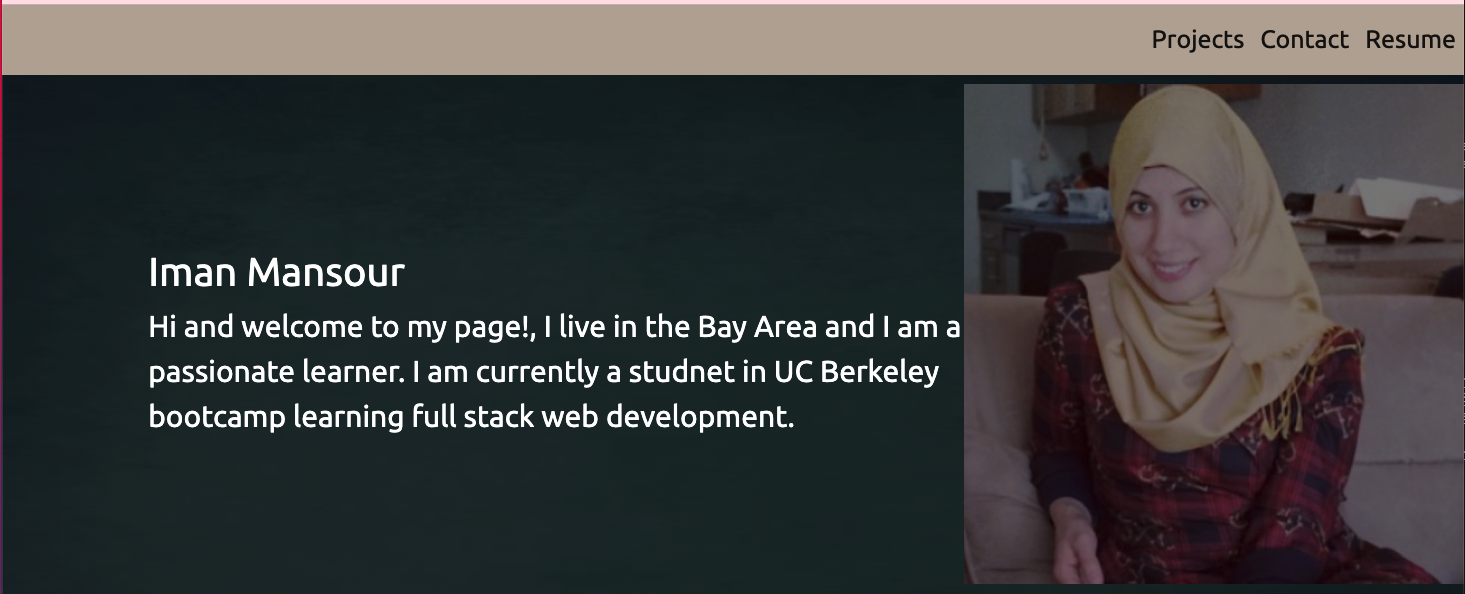 Projects Contact Resume
Iman Mansour
Hi and welcome to my page!, I live in the Bay Area and I am a
passionate learner. I am currently a studnet in UC Berkeley
bootcamp learning full stack web development.